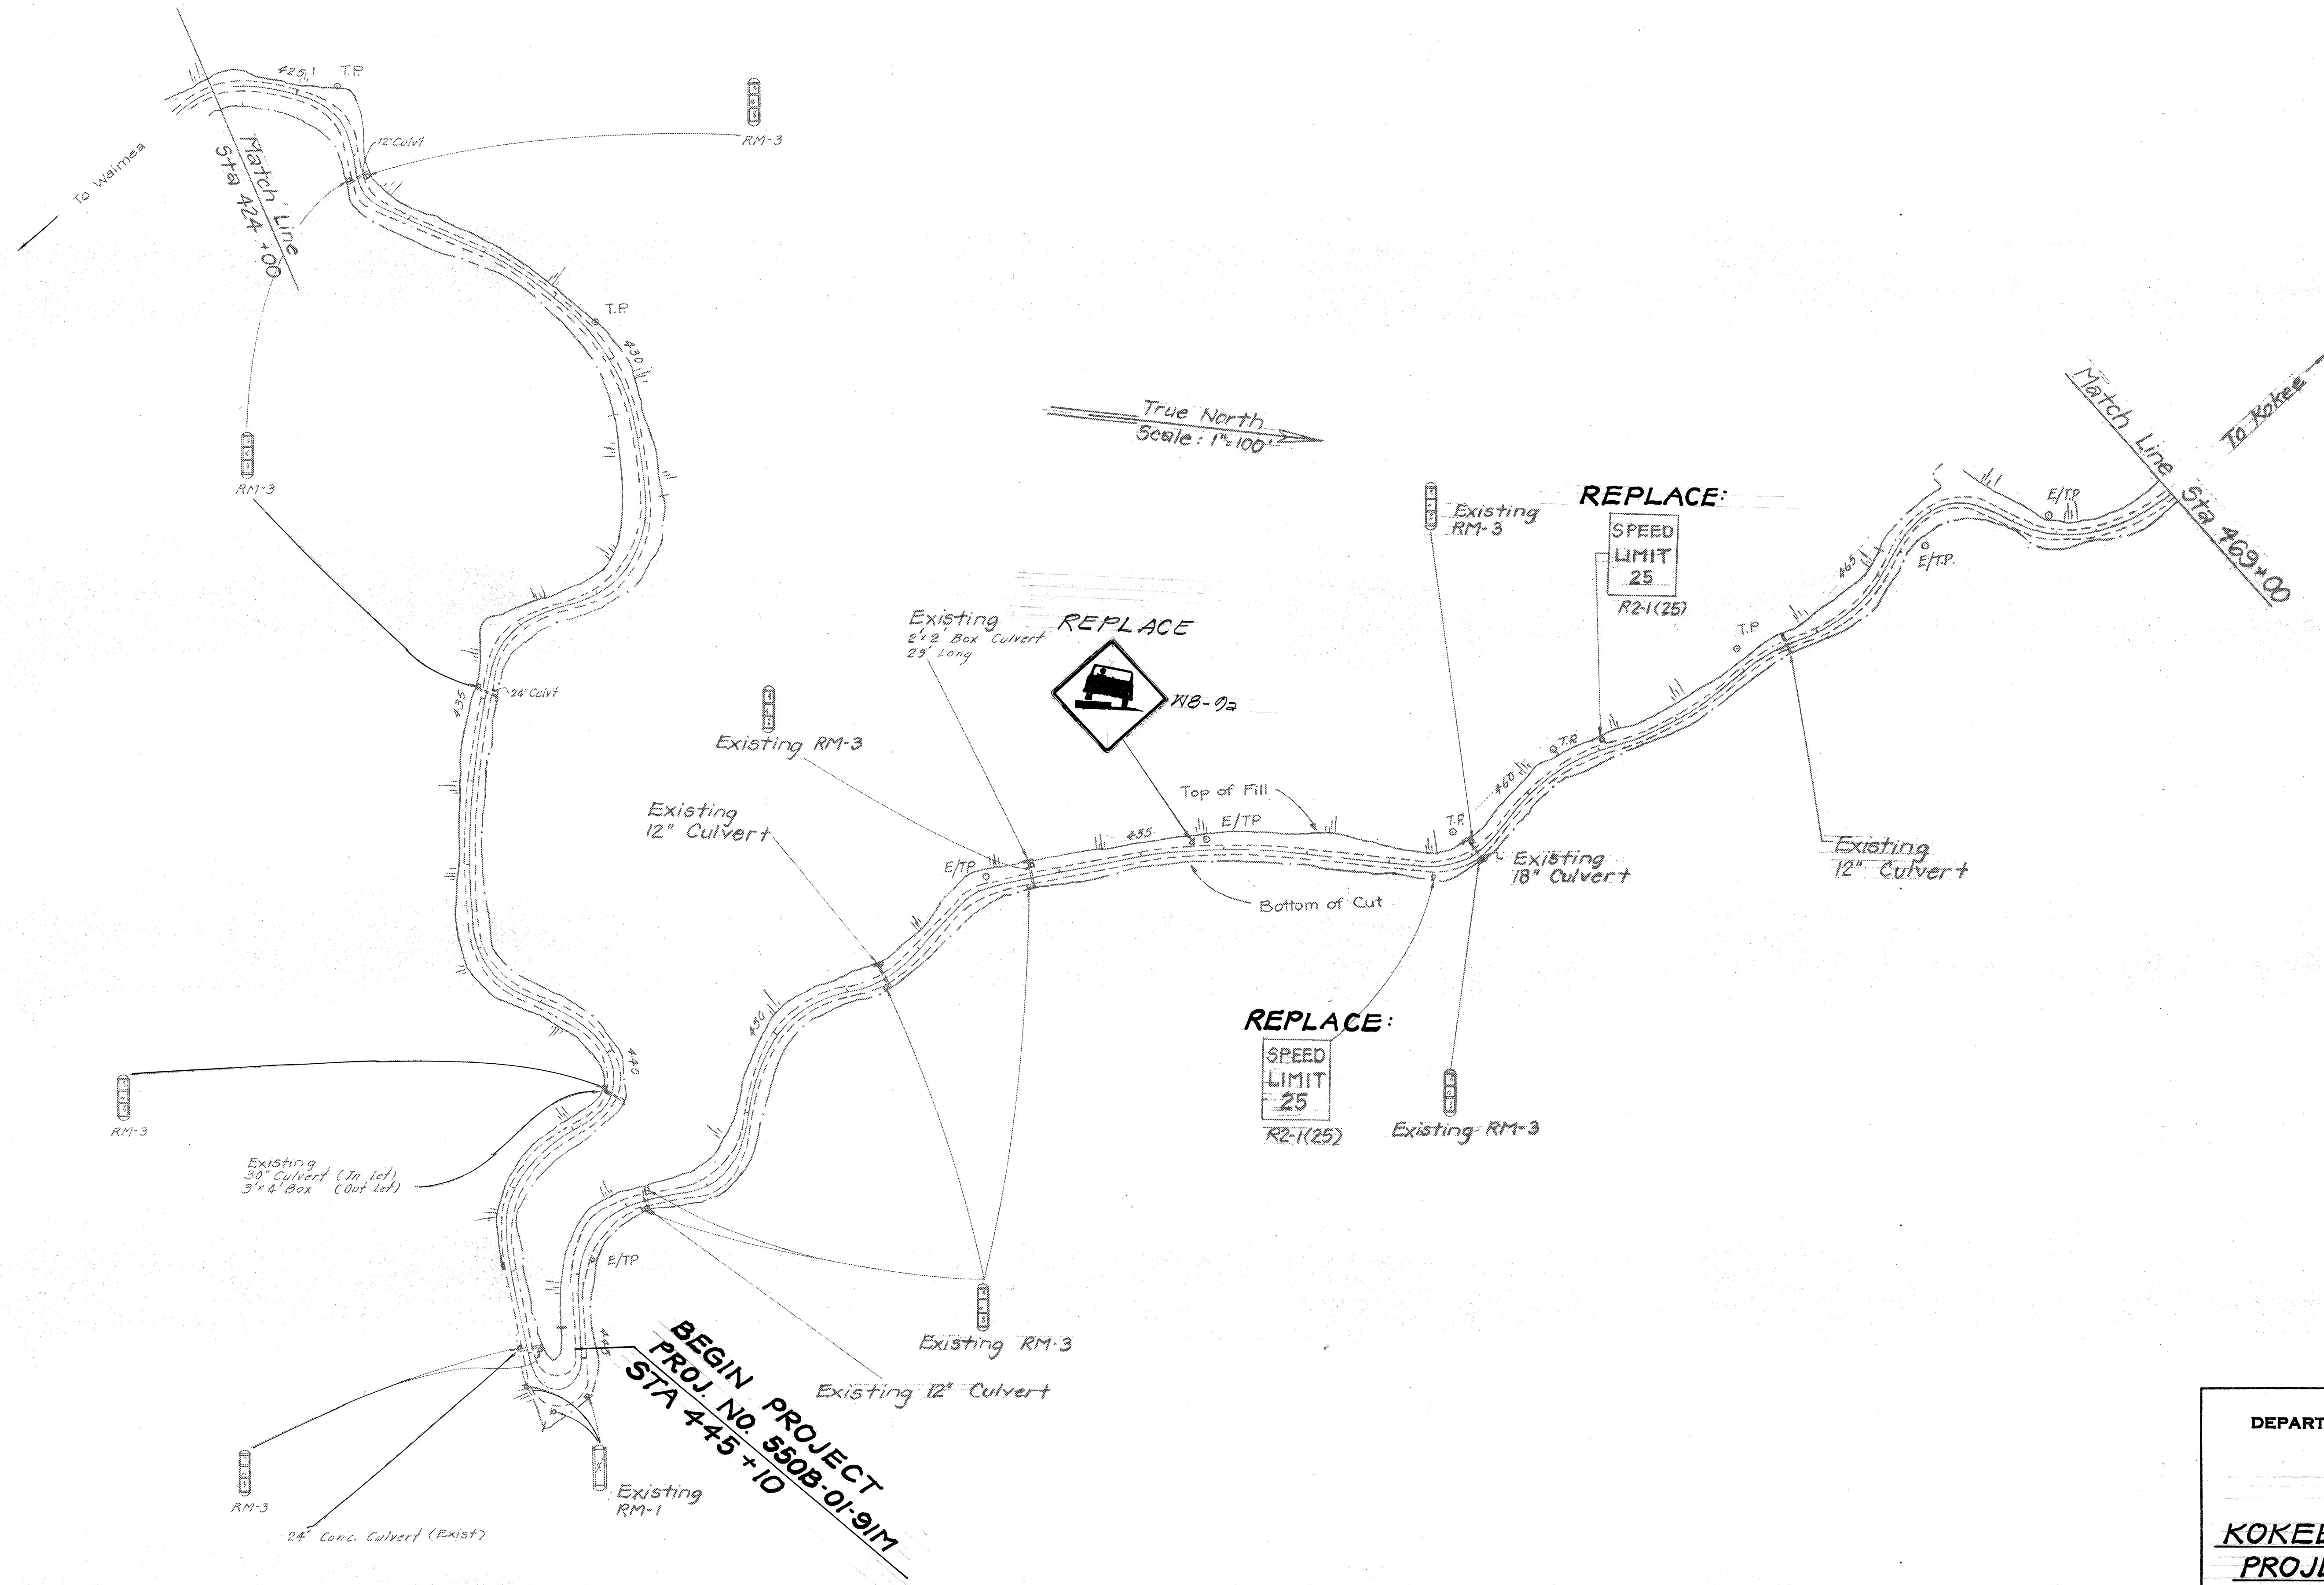 425
T.P.
12" Culvt
RM-3
To Waimea
Match Line
Sta 424 +00
T.P.
430
RM-3
True North
Scale: 1"=100'
Match Line Sta 469+00
To Kokee
E/T.P.
E/T.P.
465
REPLACE:
SPEED
LIMIT
25
R2-1(25)
Existing
RM-3
T.P.
Existing
2'x2' Box Culvert
29' Long
REPLACE
W8-9a
435
24" Culvt
Existing RM-3
T.P.
460
Top of Fill
E/TP
455
T.P.
Existing
12" Culvert
E/TP
Existing
18" Culvert
Existing
12" Culvert
Bottom of Cut
450
REPLACE:
SPEED
LIMIT
25
R2-1(25)
Existing RM-3
440
RM-3
Existing
30" Culvert (In Let)
3'x4' Box (Out Let)
E/TP
445
Existing RM-3
Existing 12" Culvert
BEGIN PROJECT
PROJ. NO. 550B-01-91M
STA 445+10
RM-3
Existing
RM-1
24" Conc. Culvert (Exist)
DEPART
KOKEE
PROJE